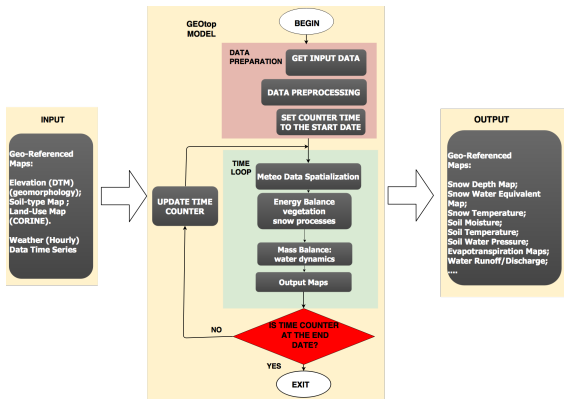 GEOtop
MODEL
BEGIN
DATA
PREPARATION
GET INPUT DATA
DATA PREPROCESSING
SET COUNTER TIME
TO THE START DATE
INPUT
Geo-Referenced
Maps:
Elevation (DTM)
(geomorphology);
Soil-type Map ;
Land-Use Map
(CORINE).
Weather (Hourly)
Data Time Series
UPDATE TIME
COUNTER
TIME
LOOP
Meteo Data Spatialization
Energy Balance
vegetation
snow processes
Mass Balance:
water dynamics
Output Maps
IS TIME COUNTER
AT THE END
DATE?
NO
YES
EXIT
OUTPUT
Geo-Referenced
Maps:
Snow Depth Map;
Snow Water Equivalent
Map;
Snow Temperature;
Soil Moisture;
Soil Temperature;
Soil Water Pressure;
Evapotranspiration Maps;
Water Runoff/Discharge;
....